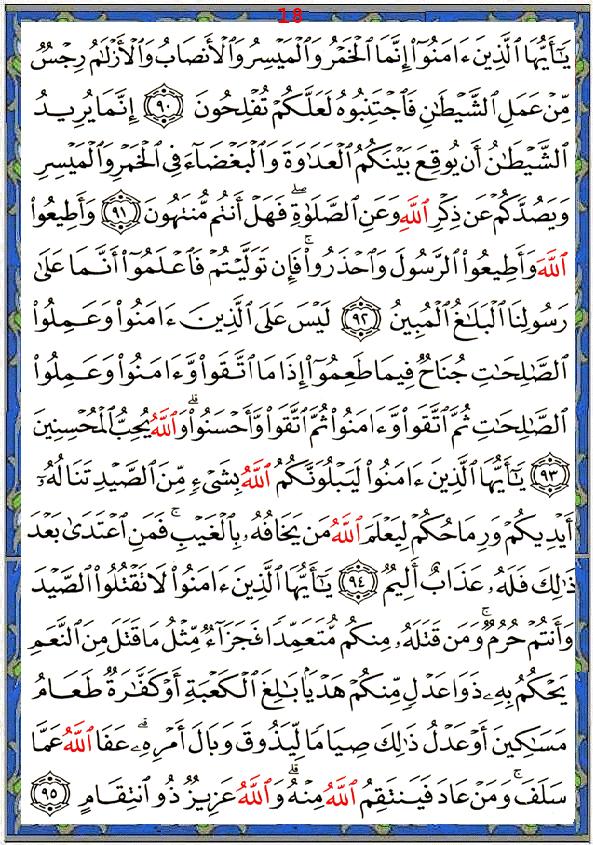 18
يَٰٓأَيُّهَا ٱلَّذِينَ ءَامَنُوٓا۟ إِنَّمَا ٱلْخَمْرُ وَٱلْمَيْسِرُ وَٱلْأَنصَابُ وَٱلْأَزْلَٰمُ رِجْسٌ
مِّنْ عَمَلِ ٱلشَّيْطَٰنِ فَٱجْتَنِبُوهُ لَعَلَّكُمْ تُفْلِحُونَ ٩٠ إِنَّمَا يُرِيدُ
ٱلشَّيْطَٰنُ أَن يُوقِعَ بَيْنَكُمُ ٱلْعَدَٰوَةَ وَٱلْبَغْضَآءَ فِى ٱلْخَمْرِ وَٱلْمَيْسِرِ
وَيَصُدَّكُمْ عَن ذِكْرِ ٱللَّهِ وَعَنِ ٱلصَّلَوٰةِ ۖ فَهَلْ أَنتُم مُّنتَهُونَ ٩١ وَأَطِيعُوا۟
ٱللَّهَ وَأَطِيعُوا۟ ٱلرَّسُولَ وَٱحْذَرُوا۟ ۚ فَإِن تَوَلَّيْتُمْ فَٱعْلَمُوٓا۟ أَنَّمَا عَلَىٰ
رَسُولِنَا ٱلْبَلَٰغُ ٱلْمُبِينُ ٩٢ لَيْسَ عَلَى ٱلَّذِينَ ءَامَنُوا۟ وَعَمِلُوا۟
ٱلصَّٰلِحَٰتِ جُنَاحٌ فِيمَا طَعِمُوٓا۟ إِذَا مَا ٱتَّقَوا۟ وَّءَامَنُوا۟ وَعَمِلُوا۟
ٱلصَّٰلِحَٰتِ ثُمَّ ٱتَّقَوا۟ وَّءَامَنُوا۟ ثُمَّ ٱتَّقَوا۟ وَّأَحْسَنُوا۟ ۗ وَٱللَّهُ يُحِبُّ ٱلْمُحْسِنِينَ
٩٣ يَٰٓأَيُّهَا ٱلَّذِينَ ءَامَنُوا۟ لَيَبْلُوَنَّكُمُ ٱللَّهُ بِشَىْءٍ مِّنَ ٱلصَّيْدِ تَنَالُهُۥٓ
أَيْدِيكُمْ وَرِمَاحُكُمْ لِيَعْلَمَ ٱللَّهُ مَن يَخَافُهُۥ بِٱلْغَيْبِ ۚ فَمَنِ ٱعْتَدَىٰ بَعْدَ
ذَٰلِكَ فَلَهُۥ عَذَابٌ أَلِيمٌ ٩٤ يَٰٓأَيُّهَا ٱلَّذِينَ ءَامَنُوا۟ لَا تَقْتُلُوا۟ ٱلصَّيْدَ
وَأَنتُمْ حُرُمٌ ۚ وَمَن قَتَلَهُۥ مِنكُم مُّتَعَمِّدًا فَجَزَآءٌ مِّثْلُ مَا قَتَلَ مِنَ ٱلنَّعَمِ
يَحْكُمُ بِهِۦ ذَوَا عَدْلٍ مِّنكُمْ هَدْيًۢا بَٰلِغَ ٱلْكَعْبَةِ أَوْ كَفَّٰرَةٌ طَعَامُ
مَسَٰكِينَ أَوْ عَدْلُ ذَٰلِكَ صِيَامًا لِّيَذُوقَ وَبَالَ أَمْرِهِۦ ۗ عَفَا ٱللَّهُ عَمَّا
سَلَفَ ۚ وَمَنْ عَادَ فَيَنتَقِمُ ٱللَّهُ مِنْهُ ۗ وَٱللَّهُ عَزِيزٌ ذُو ٱنتِقَامٍ ٩٥